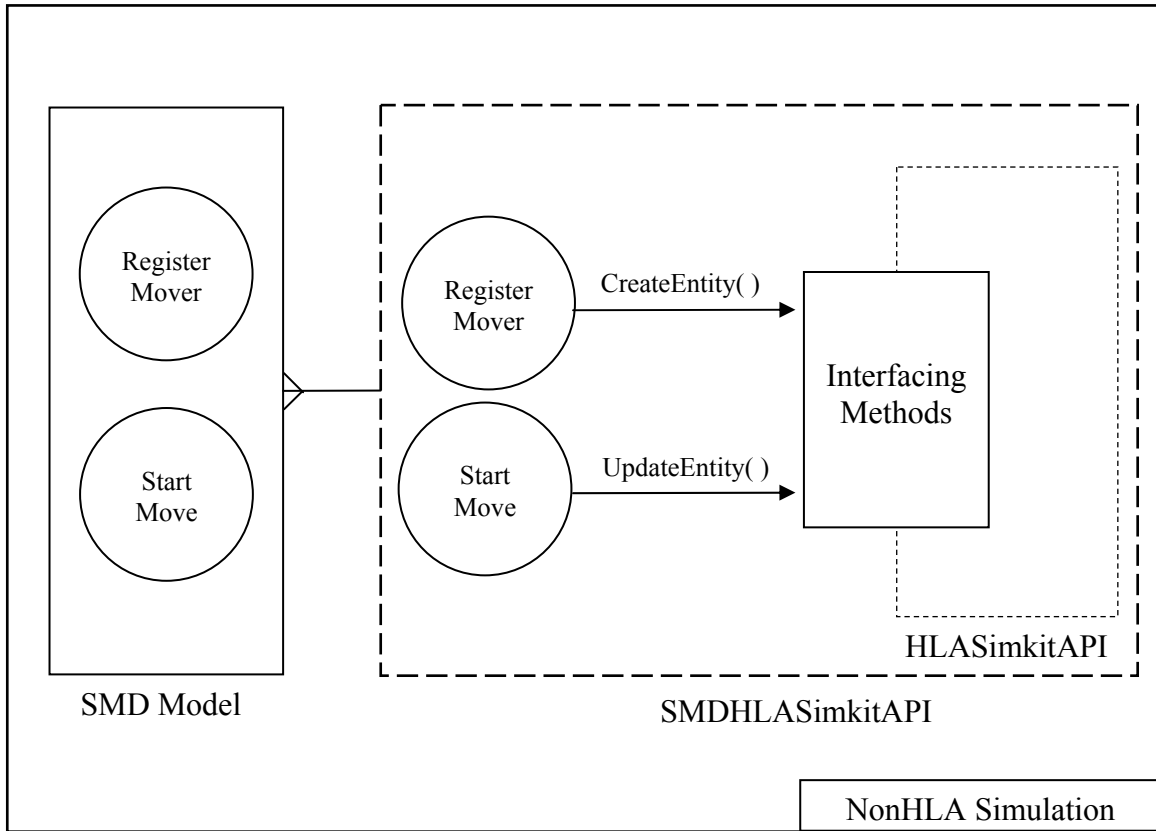 Register
Mover
Start
Move
SMD Model
Register
Mover
CreateEntity( )
Start
Move
UpdateEntity( )
Interfacing
Methods
HLASimkitAPI
SMDHLASimkitAPI
NonHLA Simulation